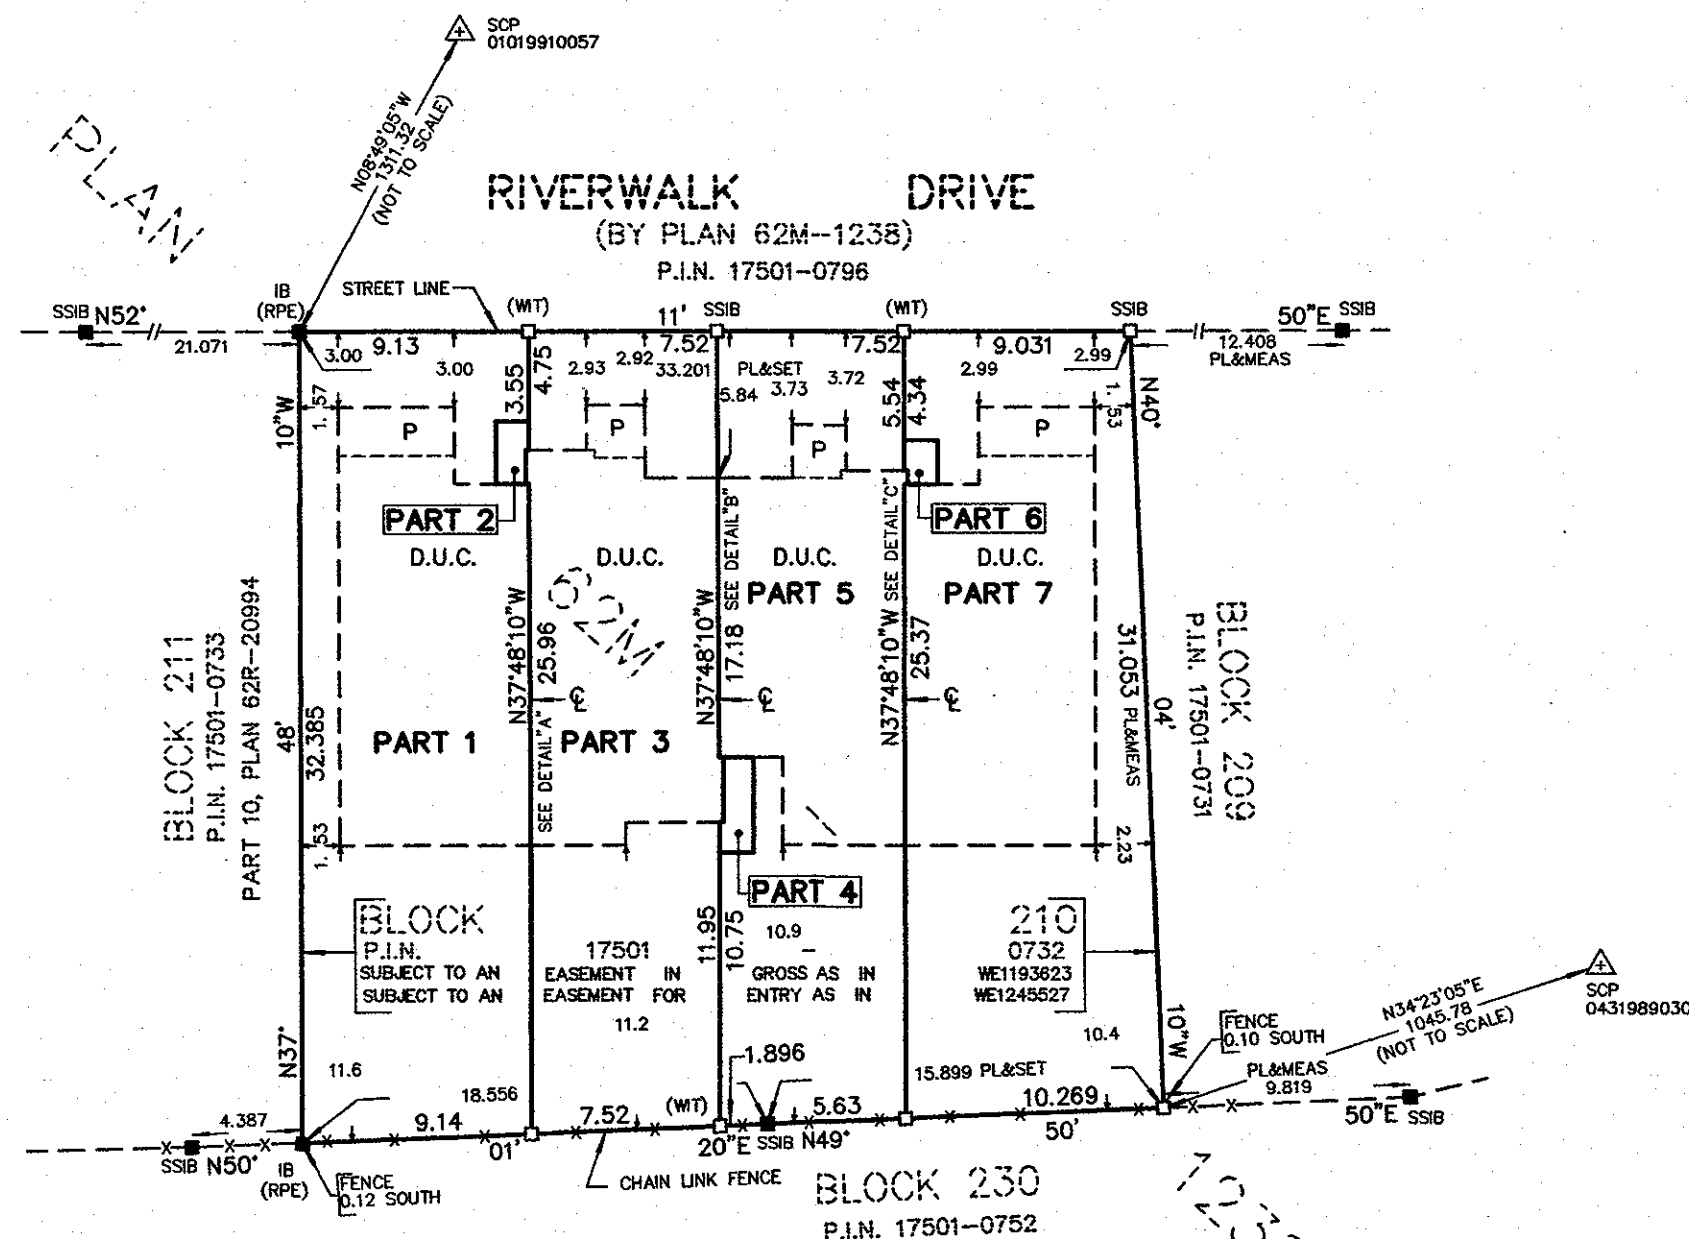 SCP
01019910057
N08°49'05"W
1311.32
(NOT TO SCALE)
PLAN
RIVERWALK DRIVE
(BY PLAN 62M-1238)
P.I.N. 17501-0796
IB
(RPE)
STREET LINE
(WIT)
11'
SSIB
(WIT)
SSIB
SSIB N52°
50"E SSIB
21.071
3.00
9.13
3.00
3.55
4.75
2.93
2.92
7.52
33.201
PL&SET
5.84
3.73
7.52
3.72
5.54
4.34
9.031
2.99
2.99
12.408
PL&MEAS
10"W
1.57
P
P
P
P
1.53
N40°
PART 2
PART 6
D.U.C.
D.U.C.
D.U.C.
D.U.C.
PART 5
PART 7
62M
SEE DETAIL"B"
SEE DETAIL"C"
N37°48'10"W
25.96
N37°48'10"W
17.18
N37°48'10"W
25.37
BLOCK 211
P.I.N. 17501-0733
PART 10, PLAN 62R-20994
48'
32.385
31.053 PL&MEAS
04'
P.I.N. 17501-0731
BLOCK 209
PART 1
SEE DETAIL"A"
PART 3
1.53
2.23
PART 4
11.95
10.75
10.9
BLOCK 210
P.I.N. 17501 - 0732
SUBJECT TO AN EASEMENT IN GROSS AS IN WE1193623
SUBJECT TO AN EASEMENT FOR ENTRY AS IN WE1245527
11.2
10.4
N37°
11.6
1.896
10"W
FENCE
0.10 SOUTH
N34°23'05"E
1045.78
(NOT TO SCALE)
SCP
0431989030
18.556
15.899 PL&SET
PL&MEAS
9.819
4.387
9.14
7.52
(WIT)
5.63
10.269
SSIB N50°
IB
(RPE)
01'
20"E SSIB N49°
50'
50"E SSIB
FENCE
0.12 SOUTH
CHAIN LINK FENCE
BLOCK 230
P.I.N. 17501-0752